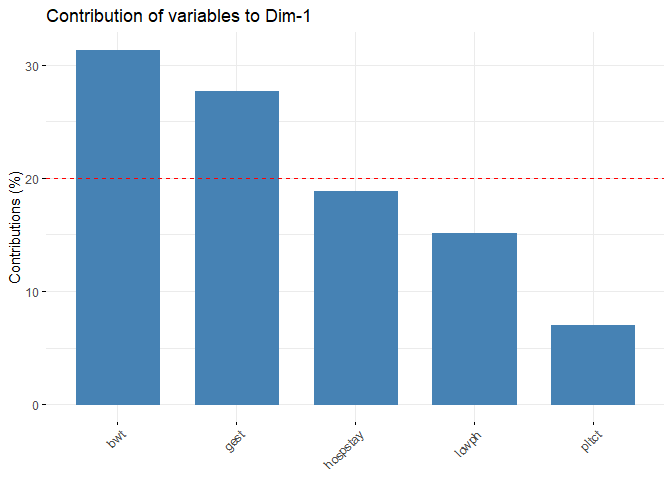 Contribution of variables to Dim-1
Contributions (%)
30
20
10
0
bwt
gest
hospstay
lowph
pltct